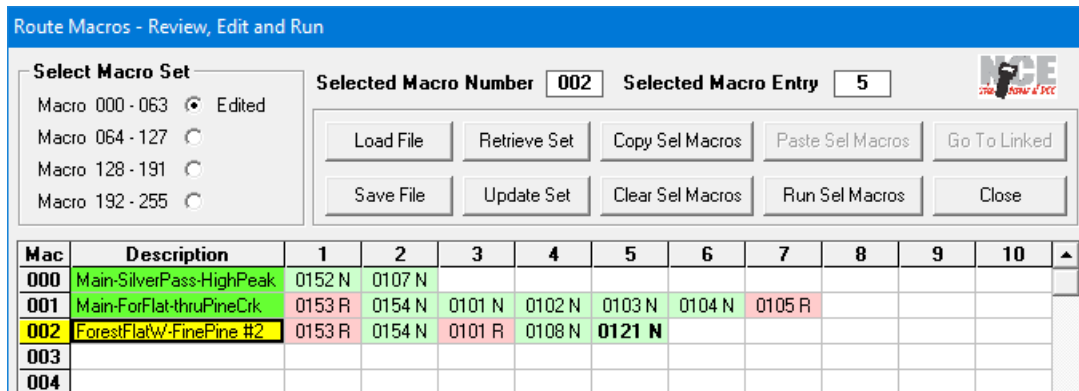 Route Macros - Review, Edit and Run
Select Macro Set
Macro 000 - 063 Edited
Macro 064 - 127
Macro 128 - 191
Macro 192 - 255
Selected Macro Number 002 Selected Macro Entry 5
NCE
Load File Retrieve Set Copy Sel Macros Paste Sel Macros Go To Linked
Save File Update Set Clear Sel Macros Run Sel Macros Close
Mac Description 1 2 3 4 5 6 7 8 9 10
000 Main-SilverPass-HighPeak 0152 N 0107 N
001 Main-ForFlat-thruPineCrk 0153 R 0154 N 0101 N 0102 N 0103 N 0104 N 0105 R
002 ForestFlatW-FinePine #2 0153 R 0154 N 0101 R 0108 N 0121 N
003
004